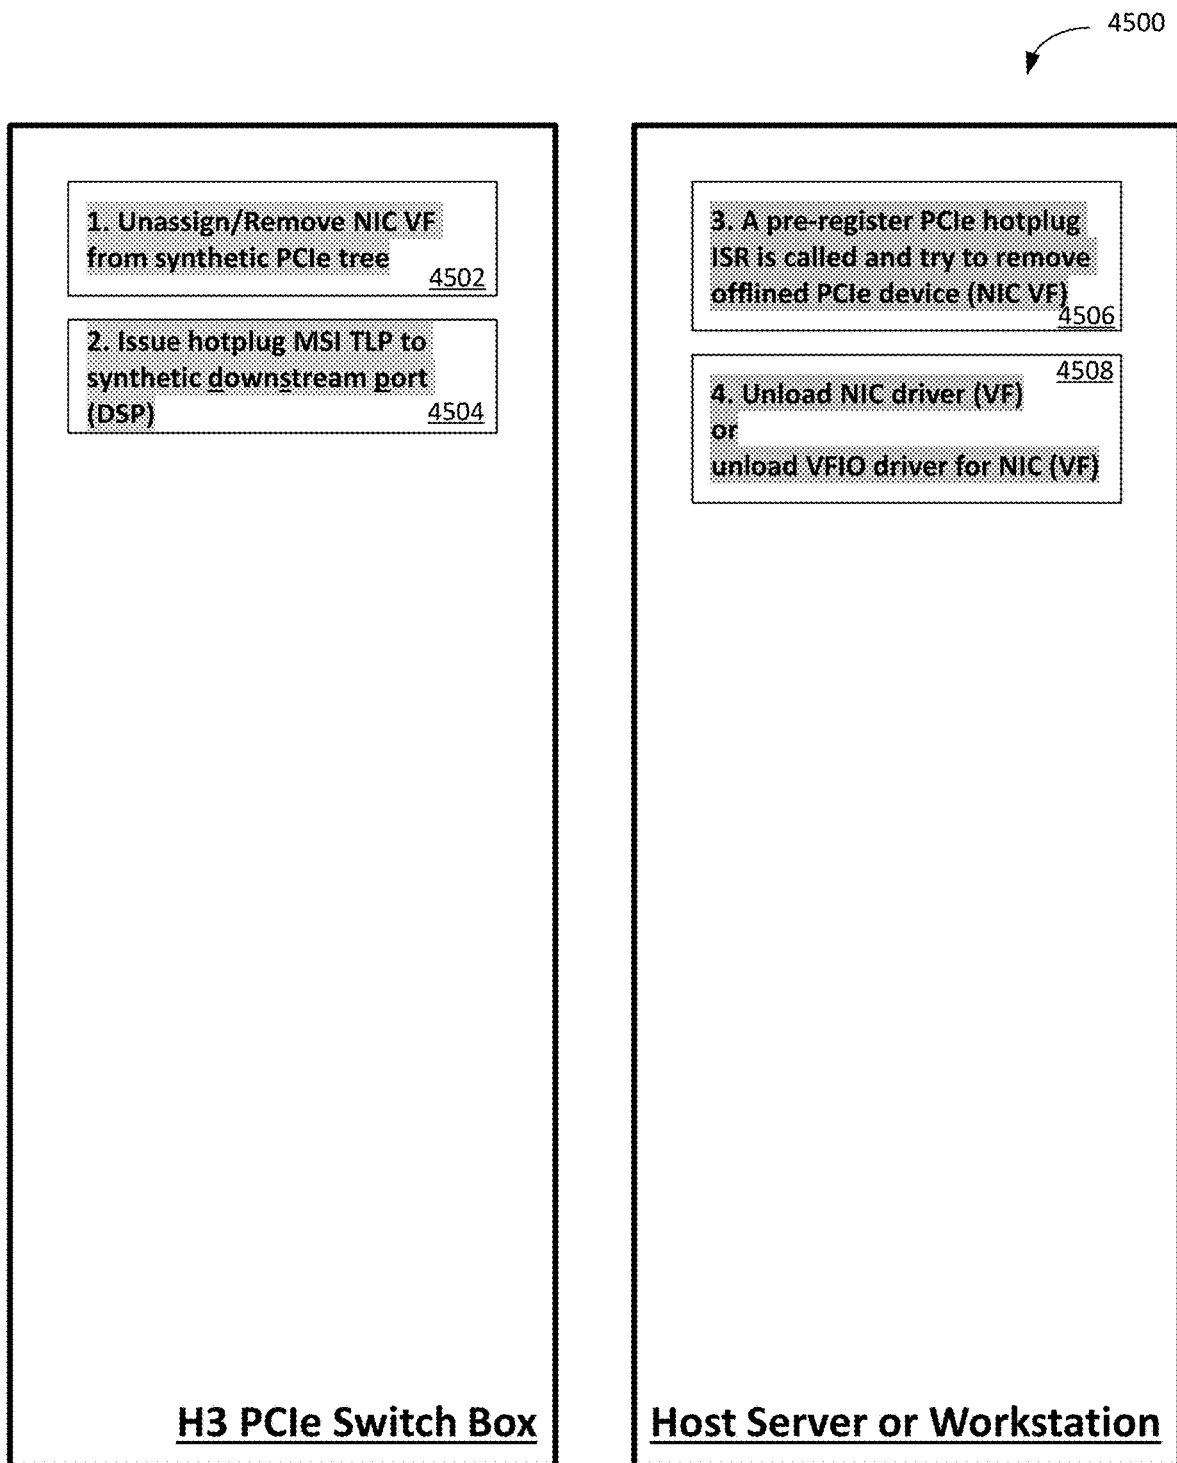 4500
1. Unassign/Remove NIC VF
from synthetic PCIe tree
4502
2. Issue hotplug MSI TLP to
synthetic downstream port
(DSP)
4504
H3 PCIe Switch Box
3. A pre-register PCIe hotplug
ISR is called and try to remove
offlined PCIe device (NIC VF)
4506
4508
4. Unload NIC driver (VF)
or
unload VFIO driver for NIC (VF)
Host Server or Workstation